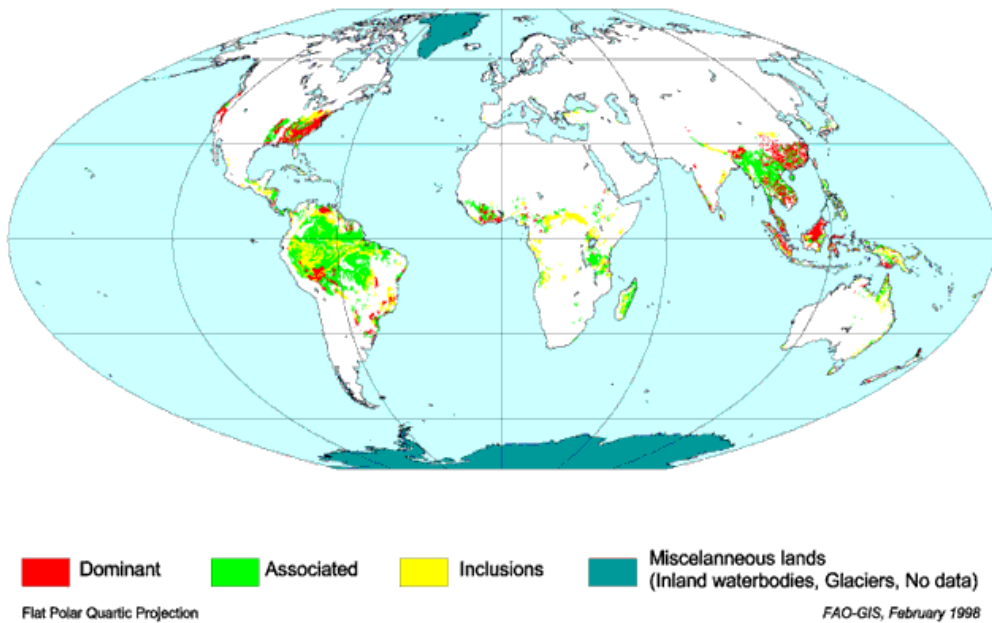 Dominant
Associated
Inclusions
Miscelanneous lands
(Inland waterbodies, Glaciers, No data)
Flat Polar Quartic Projection
FAO-GIS, February 1998